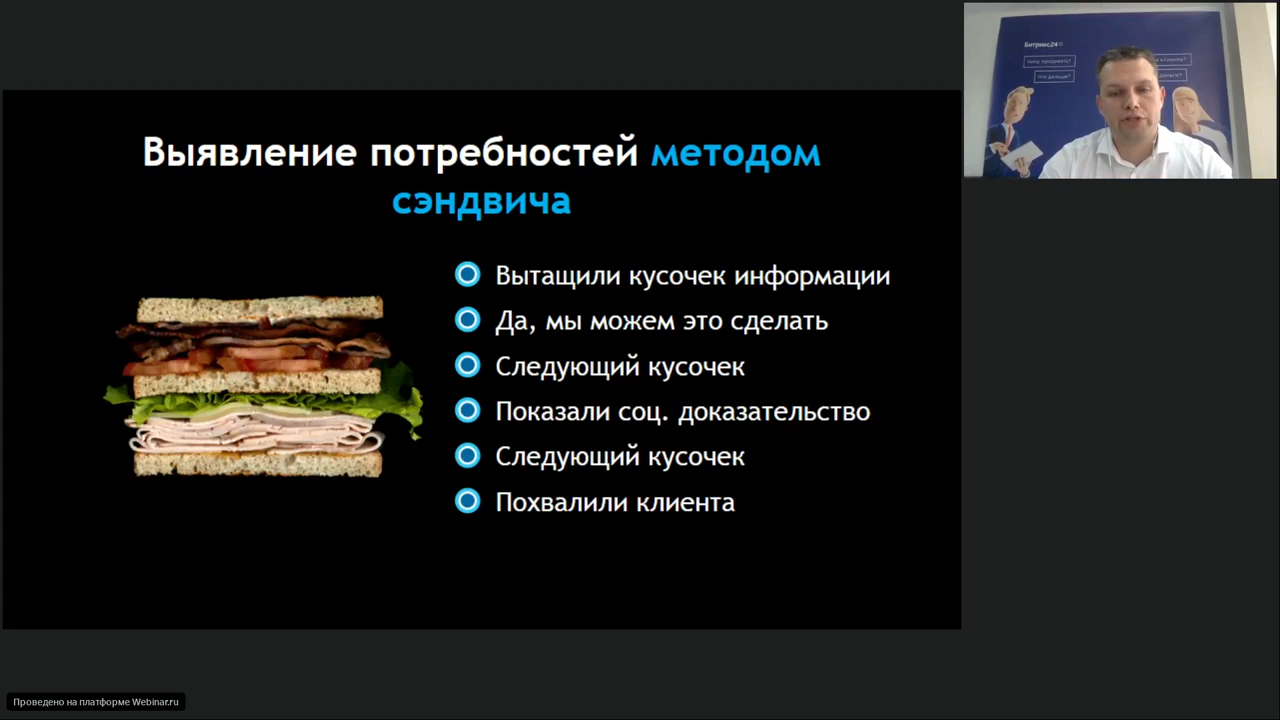 Битрикс24
Выявление потребностей методом
сэндвича
Вытащили кусочек информации
Да, мы можем это сделать
Следующий кусочек
Показали соц. доказательство
Следующий кусочек
Похвалили клиента
Проведено на платформе Webinar.ru